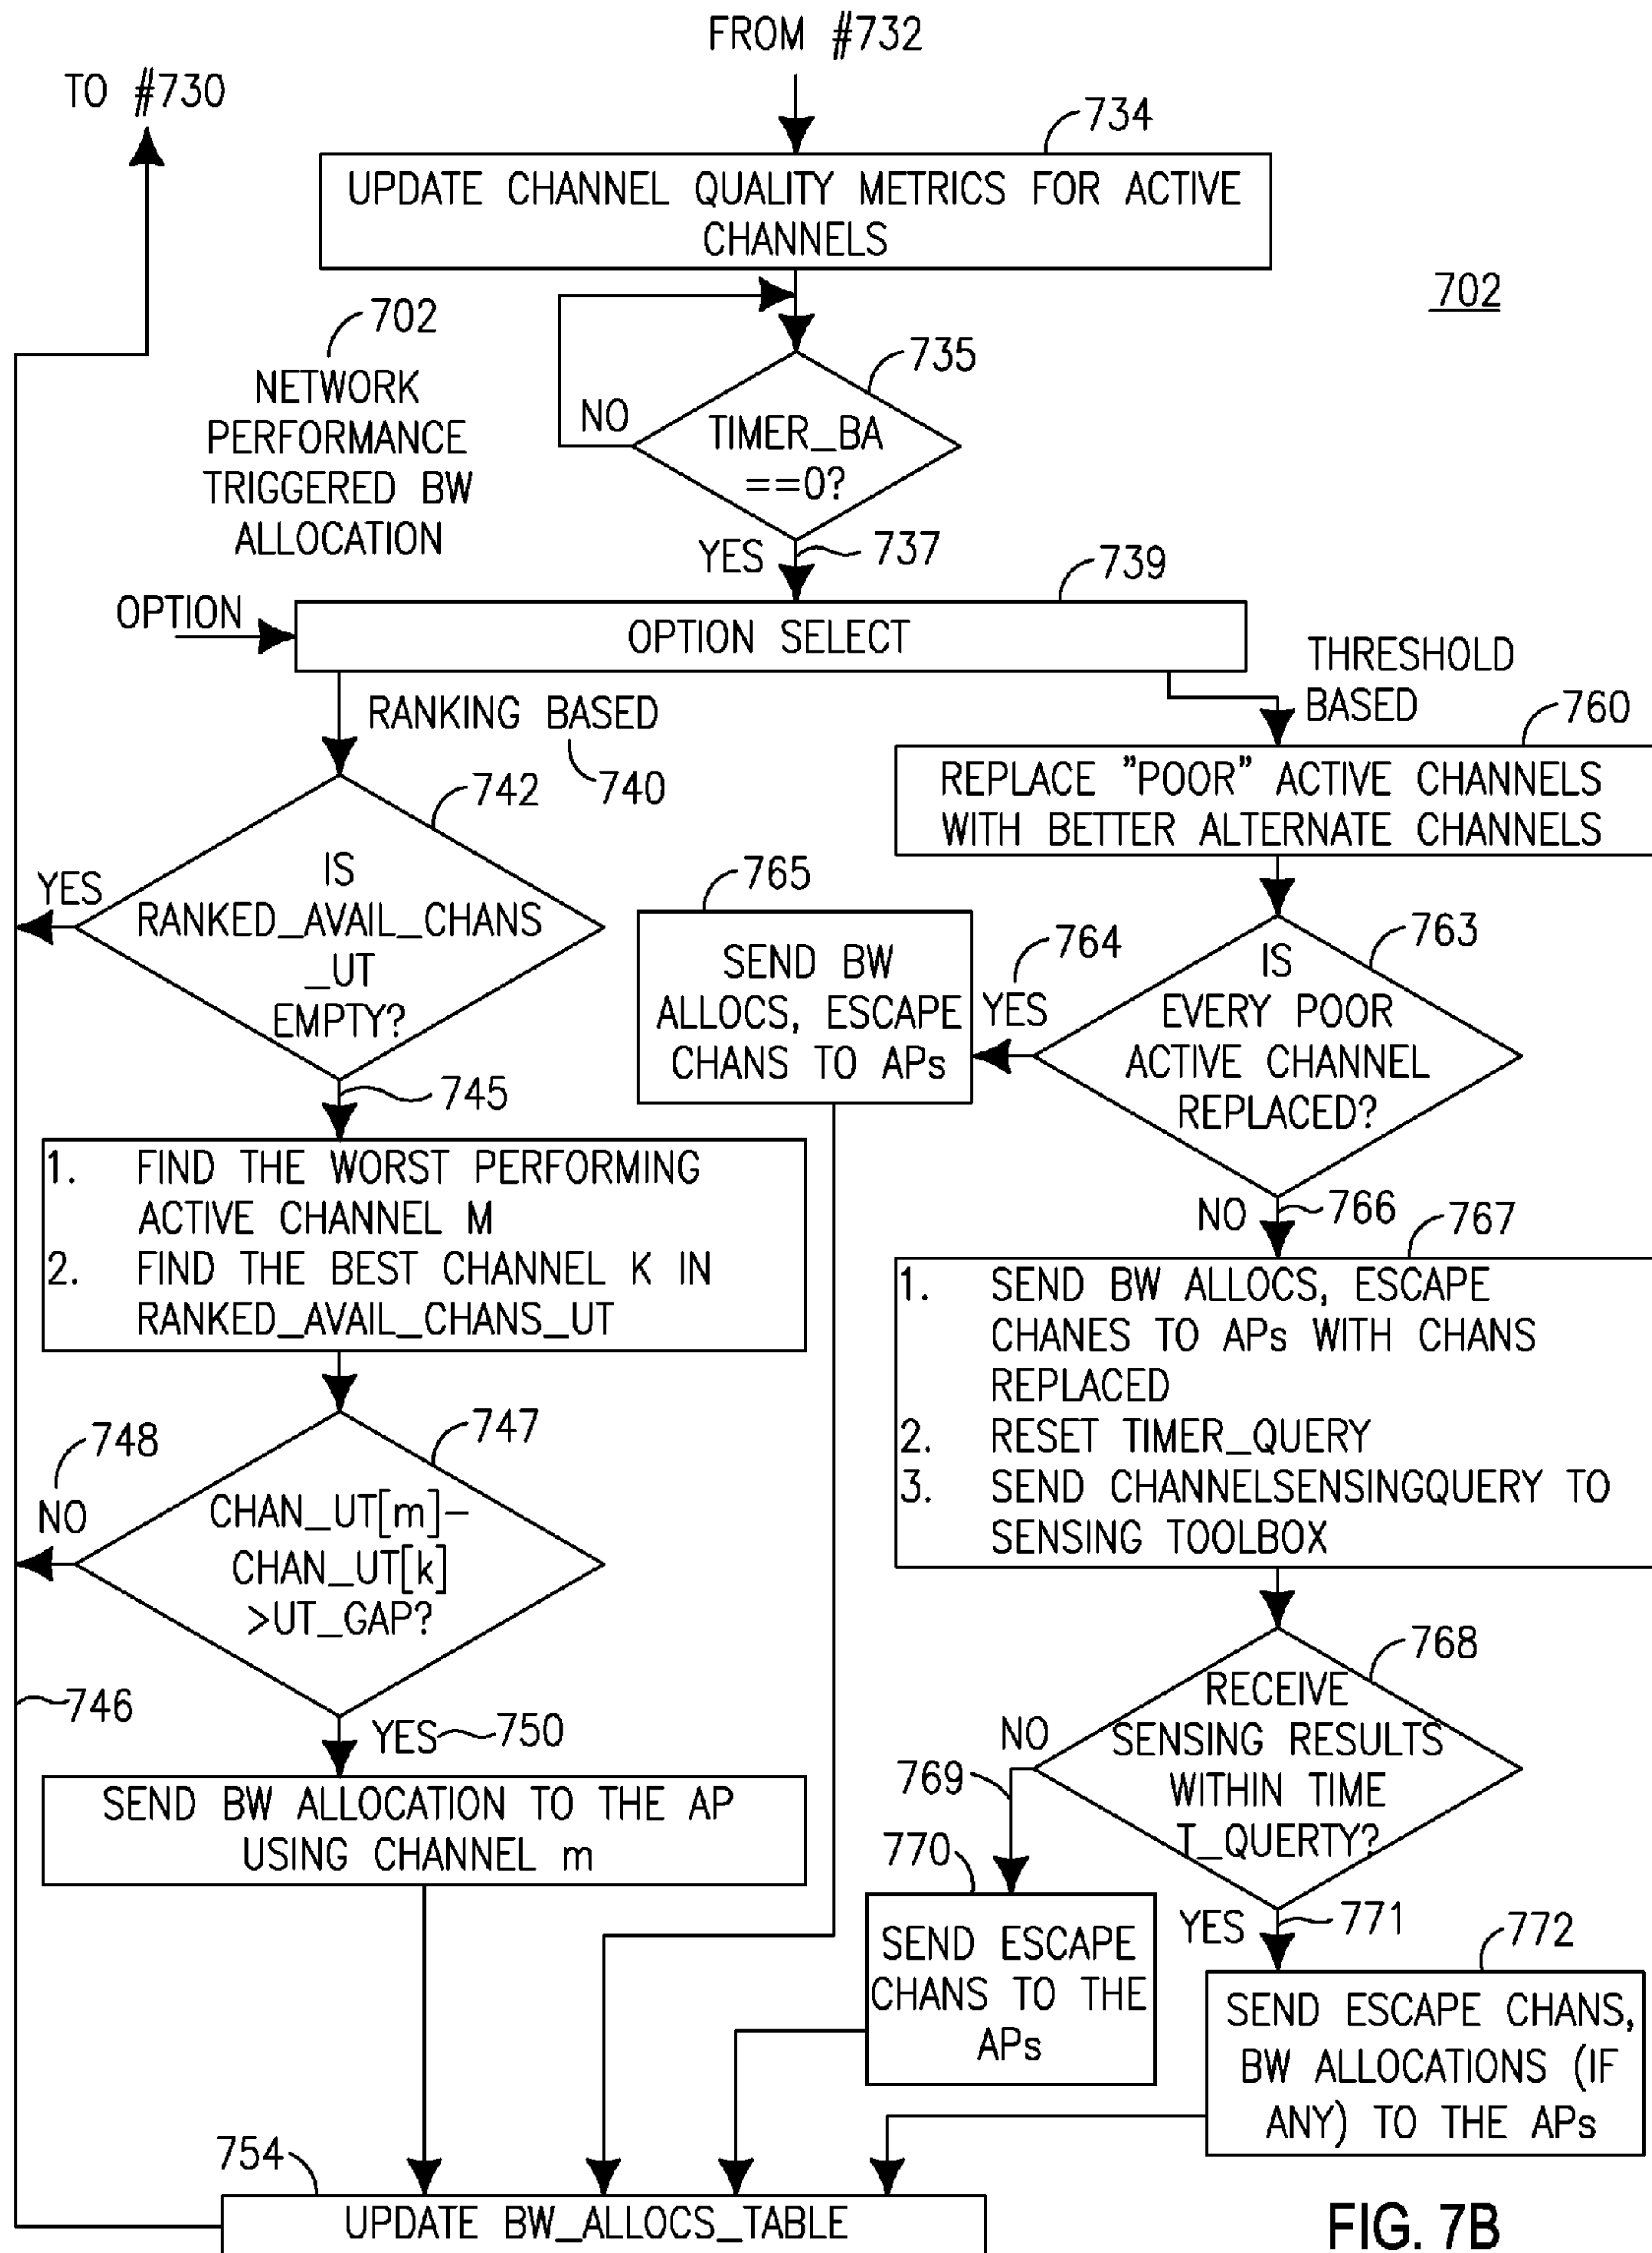 FROM #732
TO #730
734
UPDATE CHANNEL QUALITY METRICS FOR ACTIVE
CHANNELS
702
702
NETWORK
PERFORMANCE
TRIGGERED BW
ALLOCATION
735
NO
TIMER_BA
==0?
YES
737
739
OPTION
OPTION SELECT
THRESHOLD
BASED
RANKING BASED
740
760
REPLACE "POOR" ACTIVE CHANNELS
WITH BETTER ALTERNATE CHANNELS
742
YES
IS
RANKED_AVAIL_CHANS
_UT
EMPTY?
745
765
SEND BW
ALLOCS, ESCAPE
CHANS TO APs
764
YES
763
IS
EVERY POOR
ACTIVE CHANNEL
REPLACED?
NO
766
767
1. FIND THE WORST PERFORMING
ACTIVE CHANNEL M
2. FIND THE BEST CHANNEL K IN
RANKED_AVAIL_CHANS_UT
1. SEND BW ALLOCS, ESCAPE
CHANES TO APs WITH CHANS
REPLACED
2. RESET TIMER_QUERY
3. SEND CHANNELSENSINGQUERY TO
SENSING TOOLBOX
748
NO
747
CHAN_UT[m]–
CHAN_UT[k]
>UT_GAP?
746
YES
750
768
RECEIVE
SENSING RESULTS
WITHIN TIME
T_QUERTY?
NO
769
770
SEND BW ALLOCATION TO THE AP
USING CHANNEL m
SEND ESCAPE
CHANS TO THE
APs
YES
771
772
SEND ESCAPE CHANS,
BW ALLOCATIONS (IF
ANY) TO THE APs
754
UPDATE BW_ALLOCS_TABLE
FIG. 7B